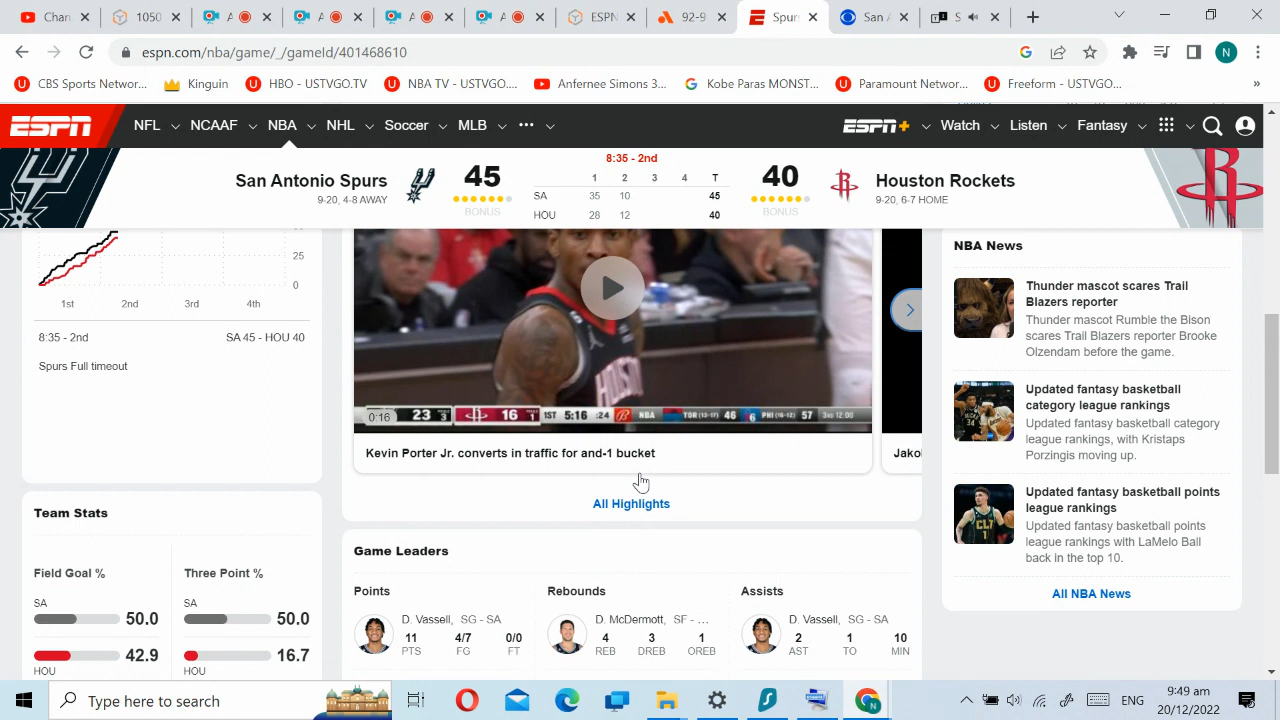 Chan
1050
NBA
NBA
A
A
ESPN
92-9
Spur
San A
S
espn.com/nba/game/_/gameId/401468610
N
CBS Sports Networ...
Kinguin
HBO - USTVGO.TV
NBA TV - USTVGO....
Anfernee Simons 3...
Kobe Paras MONST...
Paramount Networ...
Freeform - USTVGO...
»
ESPN
NFL
NCAAF
NBA
NHL
Soccer
MLB
•••
ESPN+
Watch
Listen
Fantasy
San Antonio Spurs
9-20, 4-8 AWAY
45
BONUS
8:35 - 2nd
1 2 3 4 T
SA 35 10 45
HOU 28 12 40
40
BONUS
Houston Rockets
9-20, 6-7 HOME
25
0
1st 2nd 3rd 4th
8:35 - 2nd SA 45 - HOU 40
Spurs Full timeout
Team Stats
Field Goal %
SA
50.0
42.9
HOU
Three Point %
SA
50.0
16.7
HOU
0:16
23 16 1ST 5:16 :24 NBA TOR (13-17) 46 PHI (16-12) 57 3RD 12:00
Kevin Porter Jr. converts in traffic for and-1 bucket
Jako
All Highlights
Game Leaders
Points
D. Vassell, SG - SA
11 4/7 0/0
PTS FG FT
Rebounds
D. McDermott, SF - ...
4 3 1
REB DREB OREB
Assists
D. Vassell, SG - SA
2 1 10
AST TO MIN
NBA News
Thunder mascot scares Trail
Blazers reporter
Thunder mascot Rumble the Bison
scares Trail Blazers reporter Brooke
Olzendam before the game.
Updated fantasy basketball
category league rankings
Updated fantasy basketball category
league rankings, with Kristaps
Porzingis moving up.
Updated fantasy basketball points
league rankings
Updated fantasy basketball points
league rankings with LaMelo Ball
back in the top 10.
All NBA News
Type here to search
ENG
9:49 am
20/12/2022